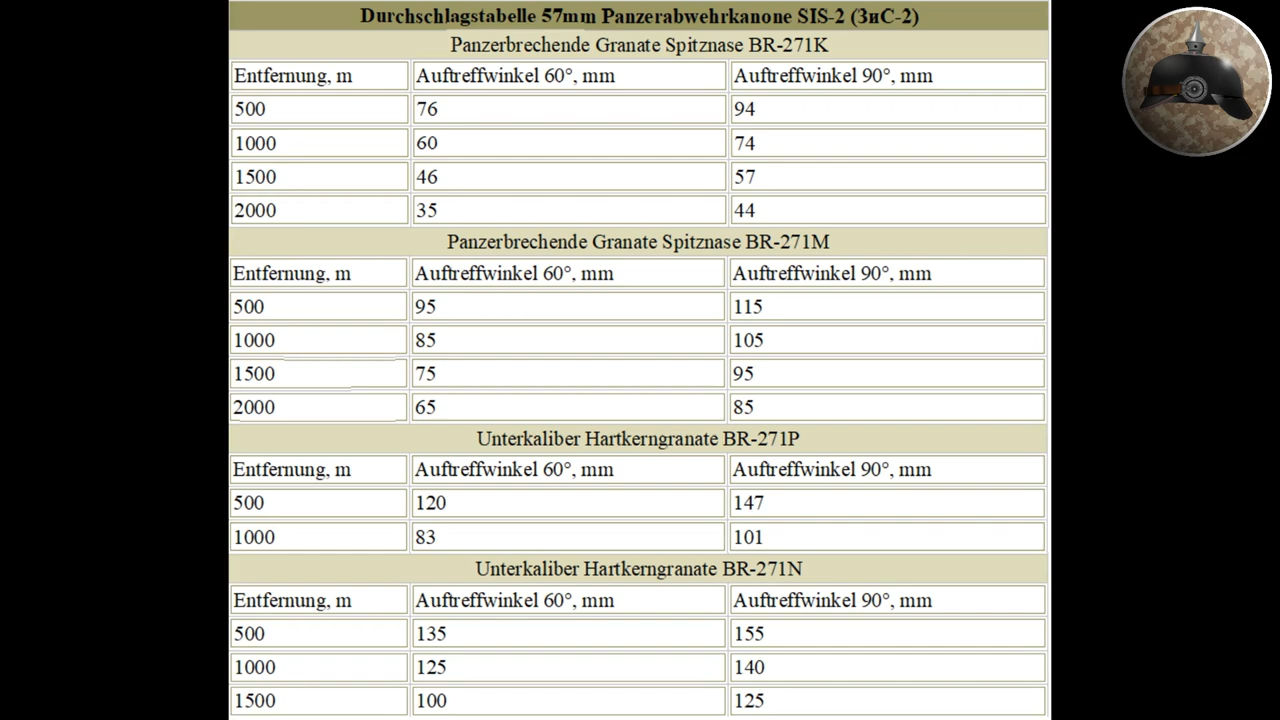 Durchschlagstabelle 57mm Panzerabwehrkanone SIS-2 (ЗиС-2)
Panzerbrechende Granate Spitznase BR-271K
Entfernung, m Auftreffwinkel 60°, mm Auftreffwinkel 90°, mm
500 76 94
1000 60 74
1500 46 57
2000 35 44
Panzerbrechende Granate Spitznase BR-271M
Entfernung, m Auftreffwinkel 60°, mm Auftreffwinkel 90°, mm
500 95 115
1000 85 105
1500 75 95
2000 65 85
Unterkaliber Hartkerngranate BR-271P
Entfernung, m Auftreffwinkel 60°, mm Auftreffwinkel 90°, mm
500 120 147
1000 83 101
Unterkaliber Hartkerngranate BR-271N
Entfernung, m Auftreffwinkel 60°, mm Auftreffwinkel 90°, mm
500 135 155
1000 125 140
1500 100 125